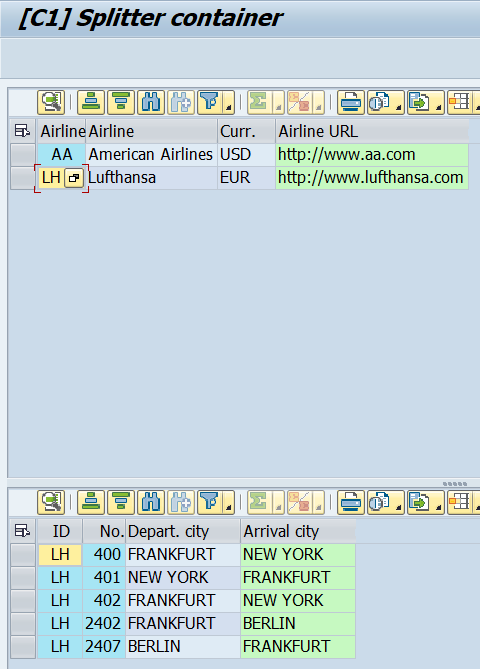 [C1] Splitter container
Airline Airline Curr. Airline URL
AA American Airlines USD http://www.aa.com
LH Lufthansa EUR http://www.lufthansa.com
ID No. Depart. city Arrival city
LH 400 FRANKFURT NEW YORK
LH 401 NEW YORK FRANKFURT
LH 402 FRANKFURT NEW YORK
LH 2402 FRANKFURT BERLIN
LH 2407 BERLIN FRANKFURT